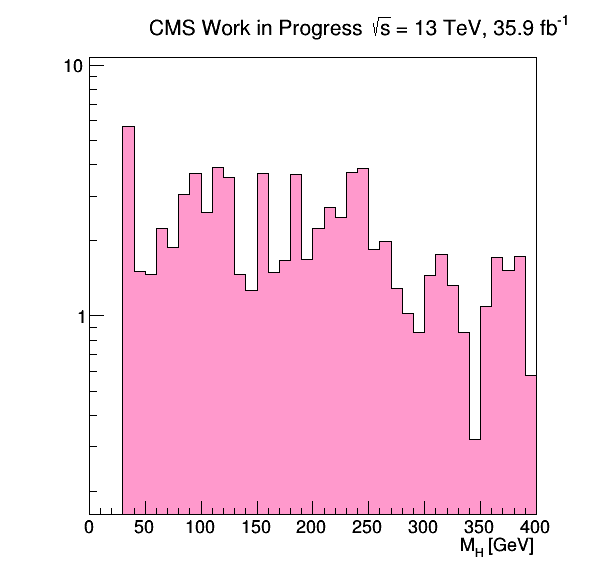 CMS Work in Progress √s = 13 TeV, 35.9 fb⁻¹
10
1
0 50 100 150 200 250 300 350 400
M_H [GeV]